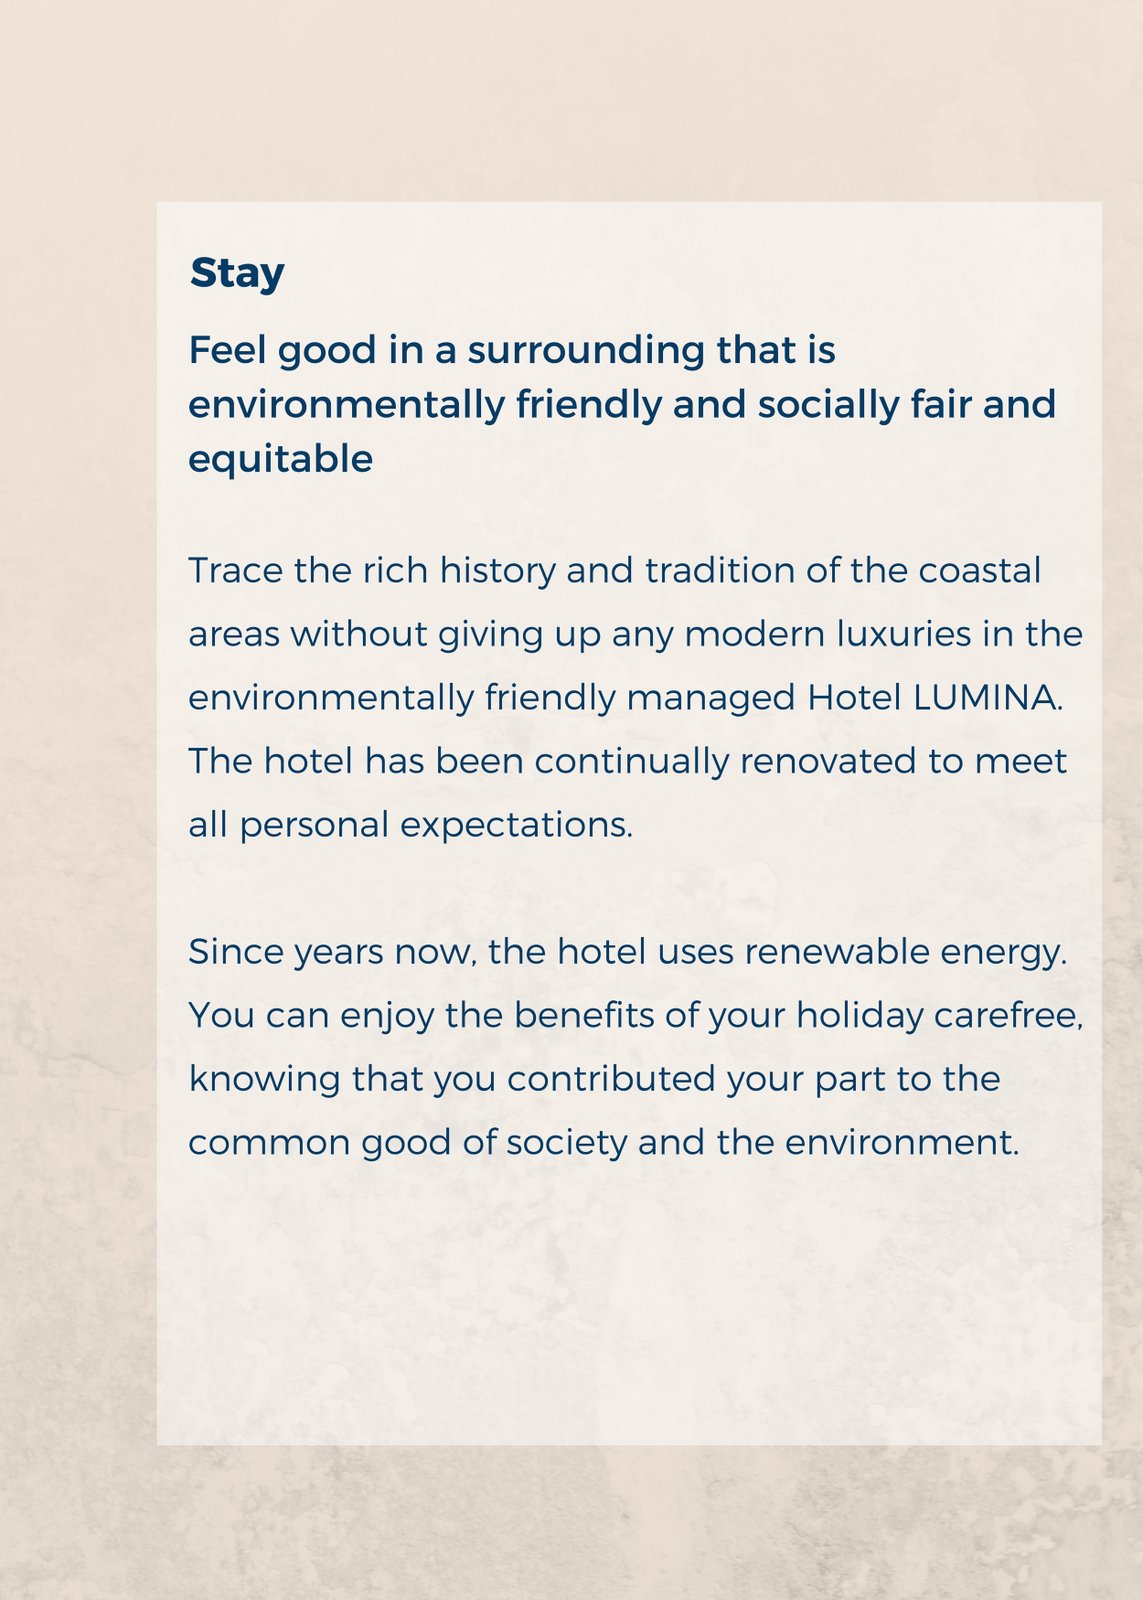 Stay
Feel good in a surrounding that is
environmentally friendly and socially fair and
equitable
Trace the rich history and tradition of the coastal
areas without giving up any modern luxuries in the
environmentally friendly managed Hotel LUMINA.
The hotel has been continually renovated to meet
all personal expectations.
Since years now, the hotel uses renewable energy.
You can enjoy the benefits of your holiday carefree,
knowing that you contributed your part to the
common good of society and the environment.